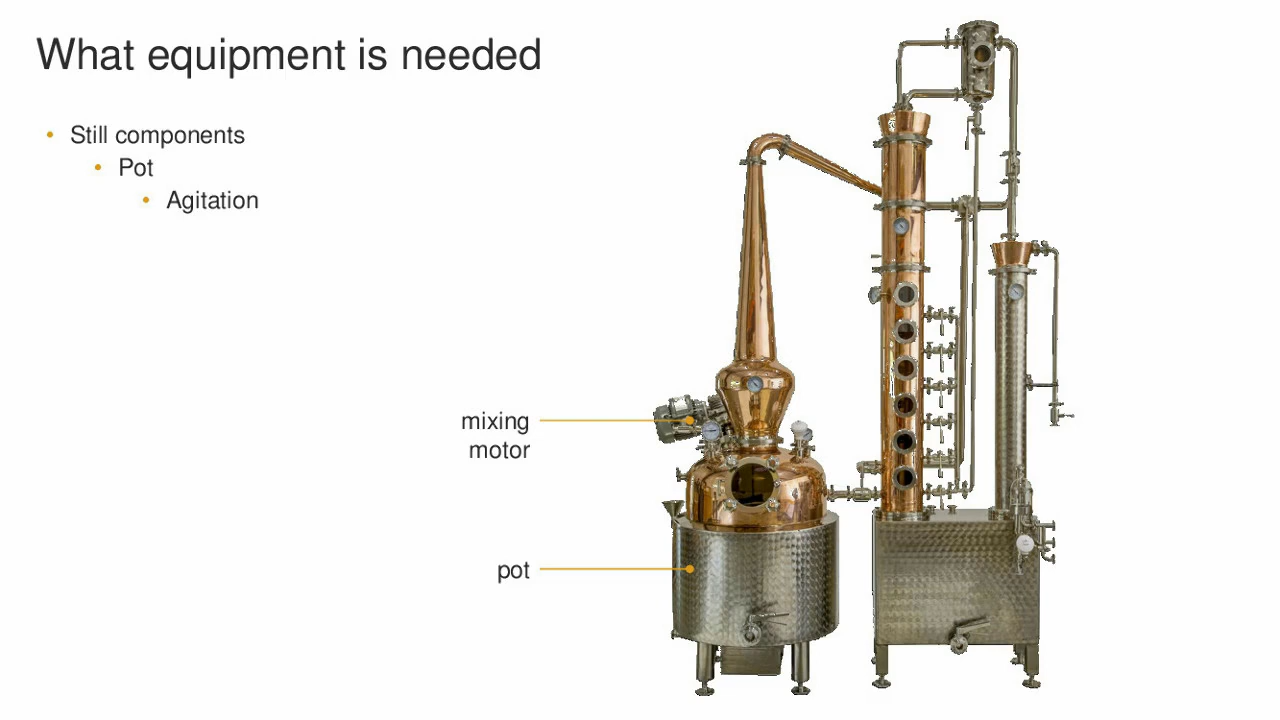 What equipment is needed
• Still components
• Pot
• Agitation
mixing
motor
pot